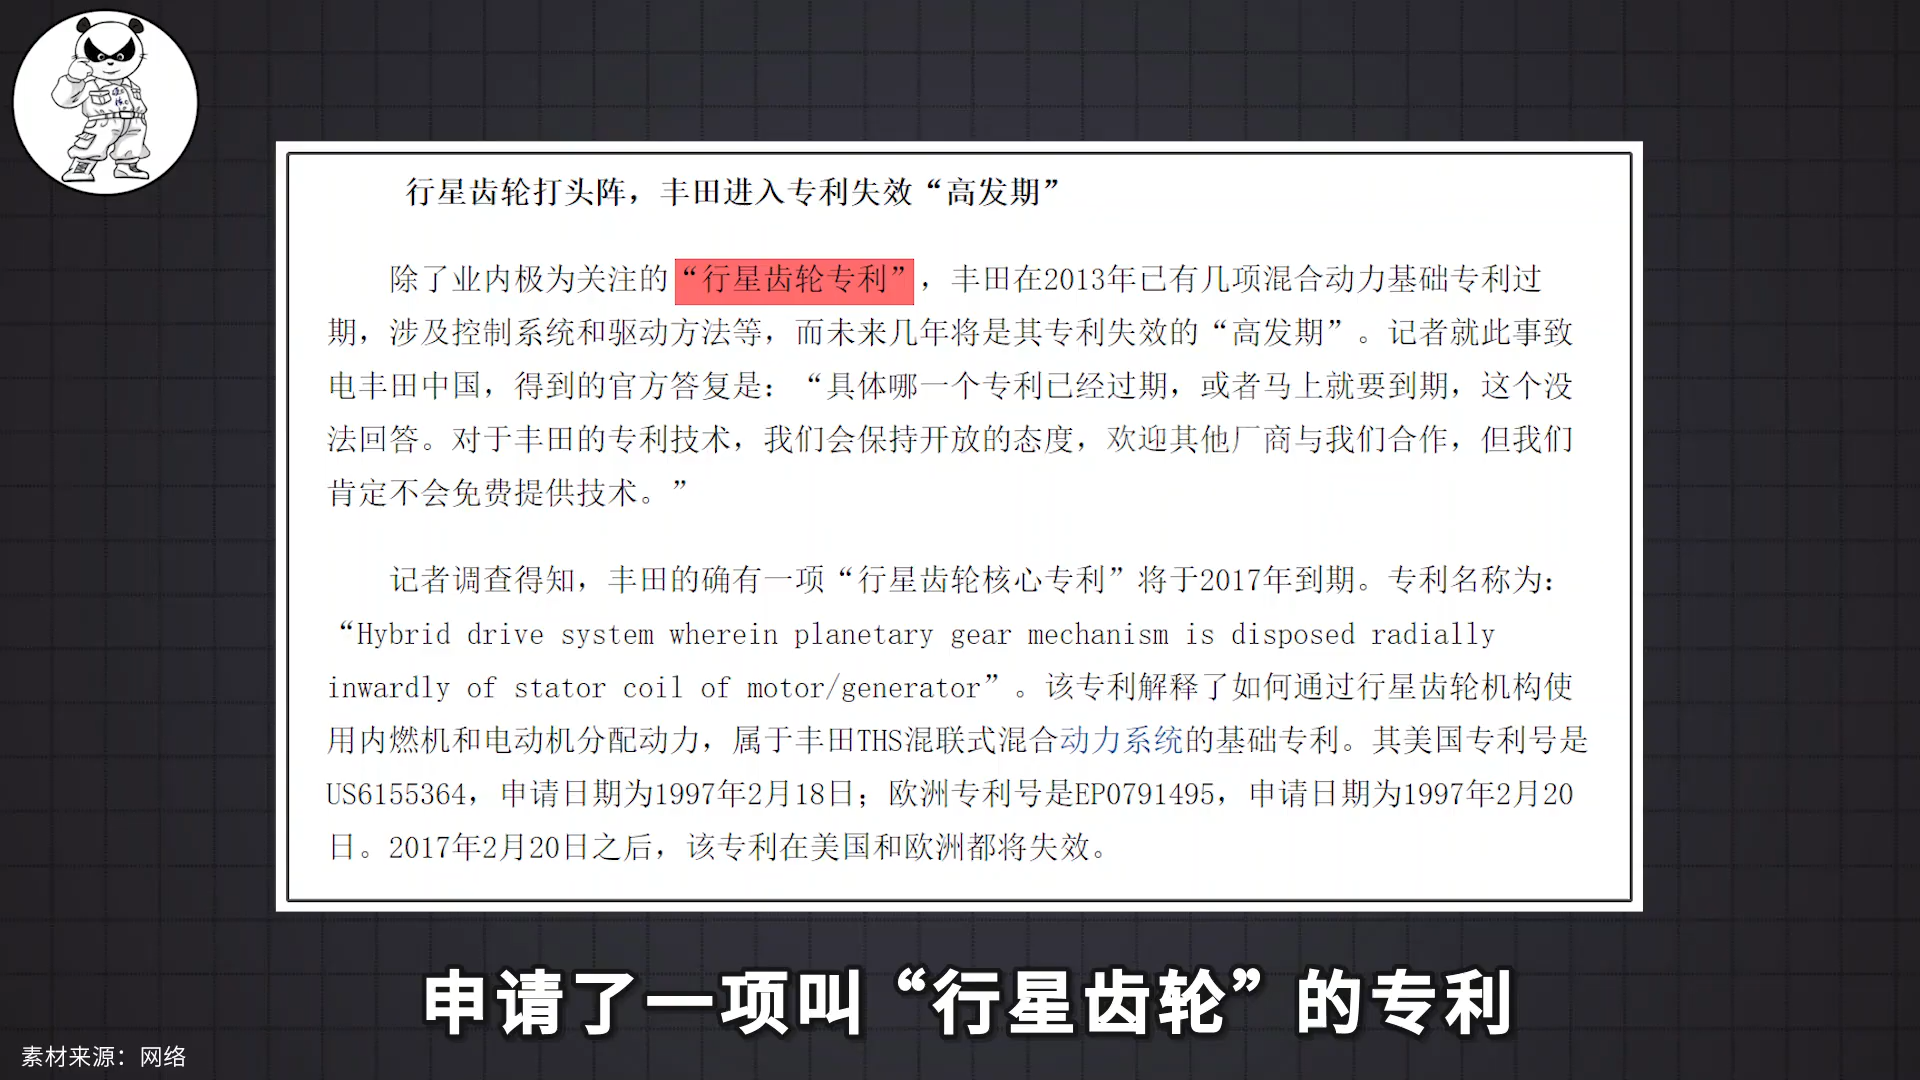 行星齿轮打头阵，丰田进入专利失效“高发期”
除了业内极为关注的“行星齿轮专利”，丰田在2013年已有几项混合动力基础专利过
期，涉及控制系统和驱动方法等，而未来几年将是其专利失效的“高发期”。记者就此事致
电丰田中国，得到的官方答复是：“具体哪一个专利已经过期，或者马上就要到期，这个没
法回答。对于丰田的专利技术，我们会保持开放的态度，欢迎其他厂商与我们合作，但我们
肯定不会免费提供技术。”
记者调查得知，丰田的确有一项“行星齿轮核心专利”将于2017年到期。专利名称为：
“Hybrid drive system wherein planetary gear mechanism is disposed radially
inwardly of stator coil of motor/generator”。该专利解释了如何通过行星齿轮机构使
用内燃机和电动机分配动力，属于丰田THS混联式混合动力系统的基础专利。其美国专利号是
US6155364，申请日期为1997年2月18日；欧洲专利号是EP0791495，申请日期为1997年2月20
日。2017年2月20日之后，该专利在美国和欧洲都将失效。
申请了一项叫“行星齿轮”的专利
素材来源：网络